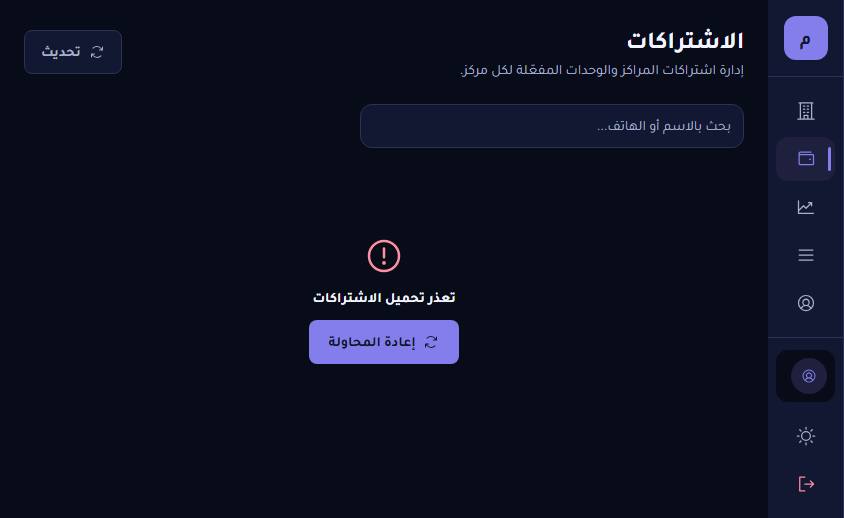 م
الاشتراكات
إدارة اشتراكات المراكز والوحدات المفعّلة لكل مركز.
تحديث
بحث بالاسم أو الهاتف...
تعذر تحميل الاشتراكات
إعادة المحاولة